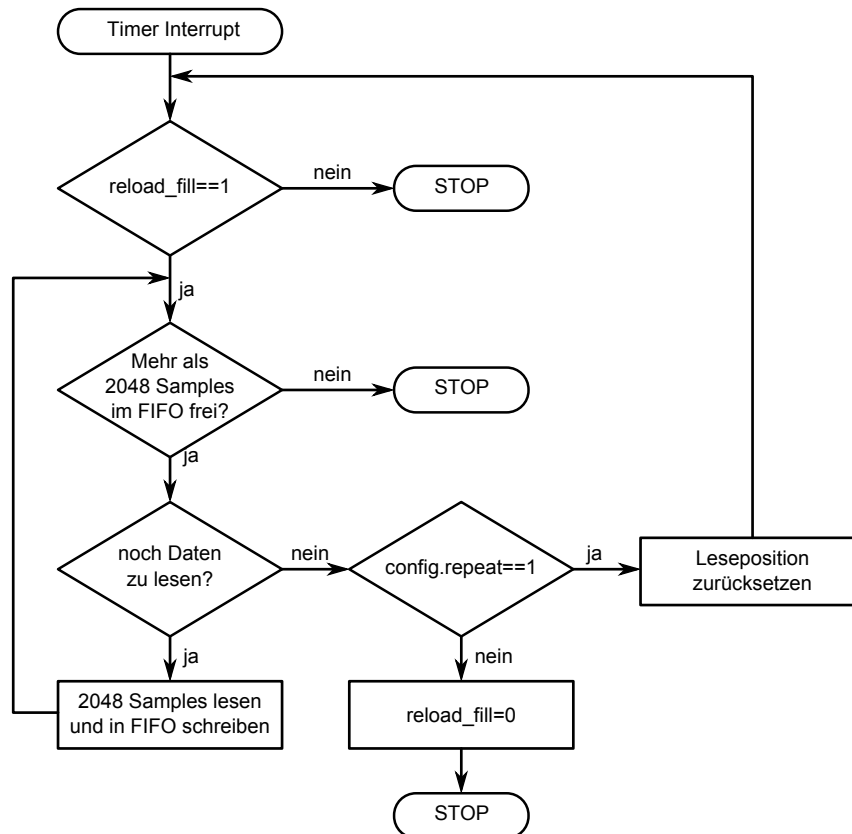 Timer Interrupt
reload_fill==1
nein
STOP
ja
Mehr als
2048 Samples
im FIFO frei?
nein
STOP
ja
noch Daten
zu lesen?
nein
config.repeat==1
ja
Leseposition
zurücksetzen
ja
nein
2048 Samples lesen
und in FIFO schreiben
reload_fill=0
STOP